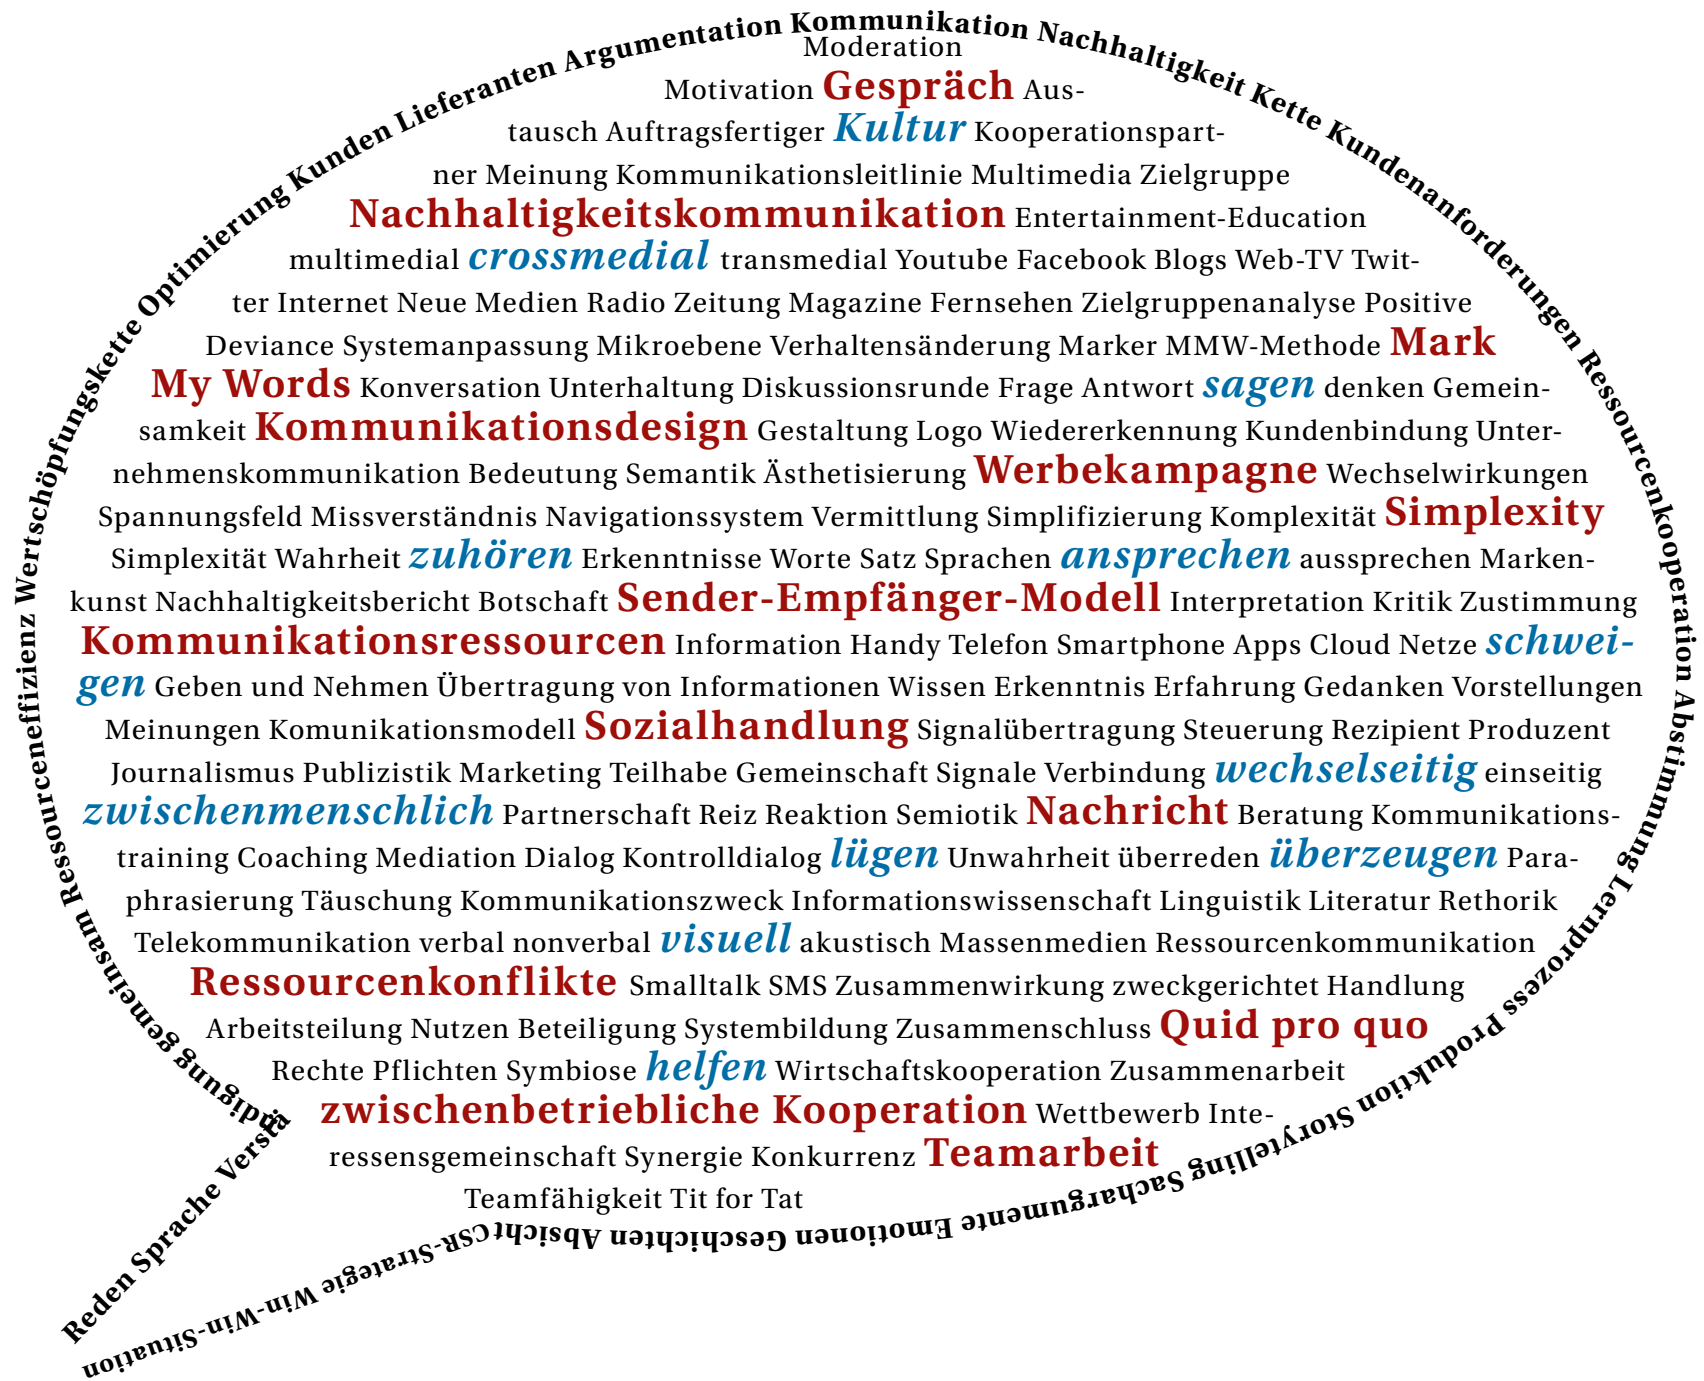 Reden Sprache Verständigung gemeinsam Ressourceneffizienz Wertschöpfungskette Optimierung Kunden Lieferanten Argumentation Kommunikation Nachhaltigkeit Kette Kundenanforderungen Ressourcenkooperation Abstimmung Lernprozess Produktion Storytelling Sachargumente Emotionen Geschichten Absicht CSR-Strategie Win-Win-Situation
Moderation
Motivation Gespräch Aus-
tausch Auftragsfertiger Kultur Kooperationspart-
ner Meinung Kommunikationsleitlinie Multimedia Zielgruppe
Nachhaltigkeitskommunikation Entertainment-Education
multimedial crossmedial transmedial Youtube Facebook Blogs Web-TV Twit-
ter Internet Neue Medien Radio Zeitung Magazine Fernsehen Zielgruppenanalyse Positive
Deviance Systemanpassung Mikroebene Verhaltensänderung Marker MMW-Methode Mark
My Words Konversation Unterhaltung Diskussionsrunde Frage Antwort sagen denken Gemein-
samkeit Kommunikationsdesign Gestaltung Logo Wiedererkennung Kundenbindung Unter-
nehmenskommunikation Bedeutung Semantik Ästhetisierung Werbekampagne Wechselwirkungen
Spannungsfeld Missverständnis Navigationssystem Vermittlung Simplifizierung Komplexität Simplexity
Simplexität Wahrheit zuhören Erkenntnisse Worte Satz Sprachen ansprechen aussprechen Marken-
kunst Nachhaltigkeitsbericht Botschaft Sender-Empfänger-Modell Interpretation Kritik Zustimmung
Kommunikationsressourcen Information Handy Telefon Smartphone Apps Cloud Netze schwei-
gen Geben und Nehmen Übertragung von Informationen Wissen Erkenntnis Erfahrung Gedanken Vorstellungen
Meinungen Komunikationsmodell Sozialhandlung Signalübertragung Steuerung Rezipient Produzent
Journalismus Publizistik Marketing Teilhabe Gemeinschaft Signale Verbindung wechselseitig einseitig
zwischenmenschlich Partnerschaft Reiz Reaktion Semiotik Nachricht Beratung Kommunikations-
training Coaching Mediation Dialog Kontrolldialog lügen Unwahrheit überreden überzeugen Para-
phrasierung Täuschung Kommunikationszweck Informationswissenschaft Linguistik Literatur Rethorik
Telekommunikation verbal nonverbal visuell akustisch Massenmedien Ressourcenkommunikation
Ressourcenkonflikte Smalltalk SMS Zusammenwirkung zweckgerichtet Handlung
Arbeitsteilung Nutzen Beteiligung Systembildung Zusammenschluss Quid pro quo
Rechte Pflichten Symbiose helfen Wirtschaftskooperation Zusammenarbeit
zwischenbetriebliche Kooperation Wettbewerb Inte-
ressensgemeinschaft Synergie Konkurrenz Teamarbeit
Teamfähigkeit Tit for Tat